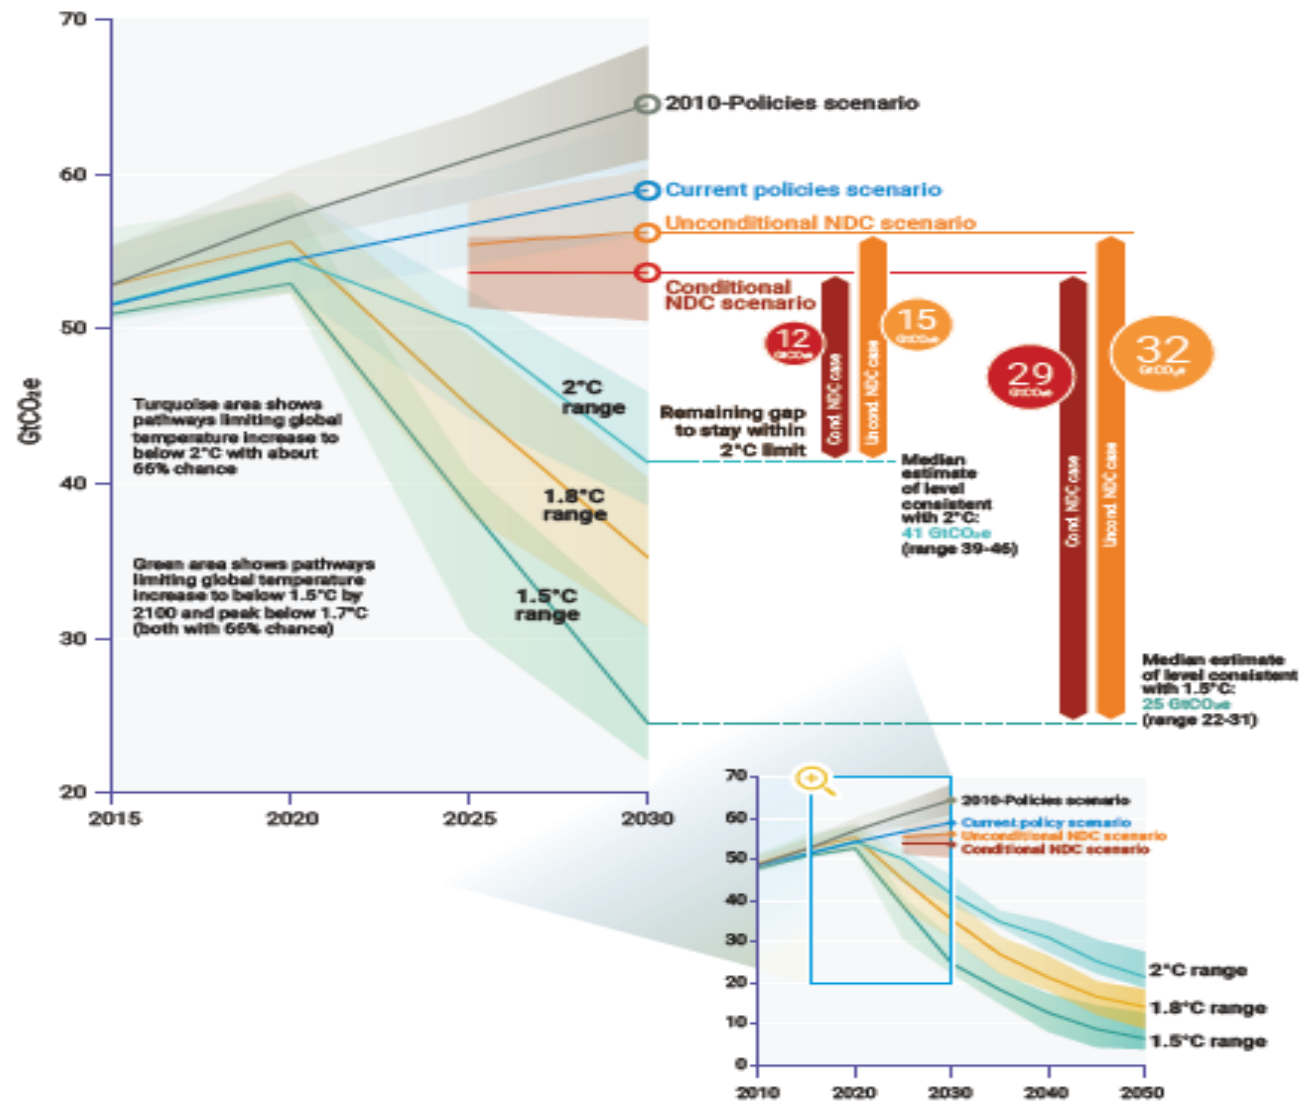 70
60
50
40
30
20
GtCO₂e
2015
2020
2025
2030
2010-Policies scenario
Current policies scenario
Unconditional NDC scenario
Conditional
NDC scenario
2°C
range
1.8°C
range
1.5°C
range
Turquoise area shows
pathways limiting global
temperature increase to
below 2°C with about
66% chance
Green area shows pathways
limiting global temperature
increase to below 1.5°C by
2100 and peak below 1.7°C
(both with 66% chance)
12
GtCO₂e
15
GtCO₂e
Cond. NDC case
Uncond. NDC case
Remaining gap
to stay within
2°C limit
Median
estimate
of level
consistent
with 2°C:
41 GtCO₂e
(range 39-46)
29
GtCO₂e
32
GtCO₂e
Cond. NDC case
Uncond. NDC case
Median estimate
of level consistent
with 1.5°C:
25 GtCO₂e
(range 22-31)
70
60
50
40
30
20
10
0
2010
2020
2030
2040
2050
2010-Policies scenario
Current policy scenario
Unconditional NDC scenario
Conditional NDC scenario
2°C range
1.8°C range
1.5°C range